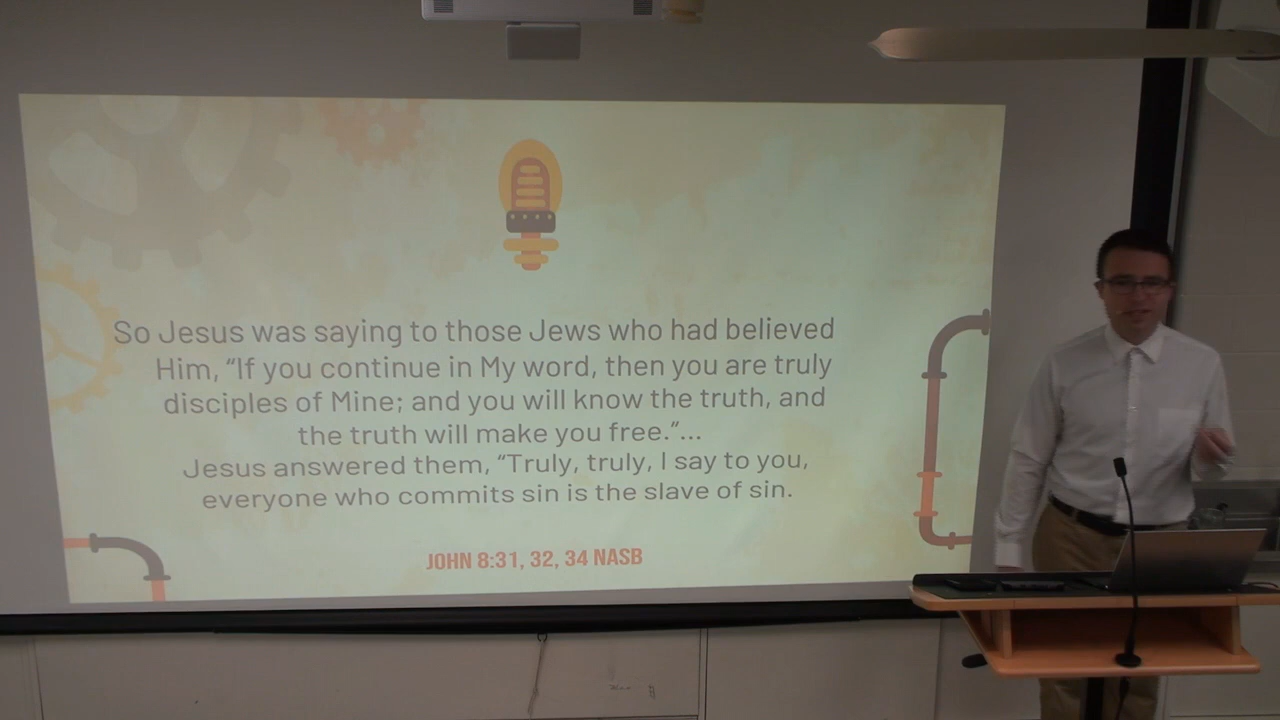 So Jesus was saying to those Jews who had believed
Him, “If you continue in My word, then you are truly
disciples of Mine; and you will know the truth, and
the truth will make you free.”...
Jesus answered them, “Truly, truly, I say to you,
everyone who commits sin is the slave of sin.
JOHN 8:31, 32, 34 NASB